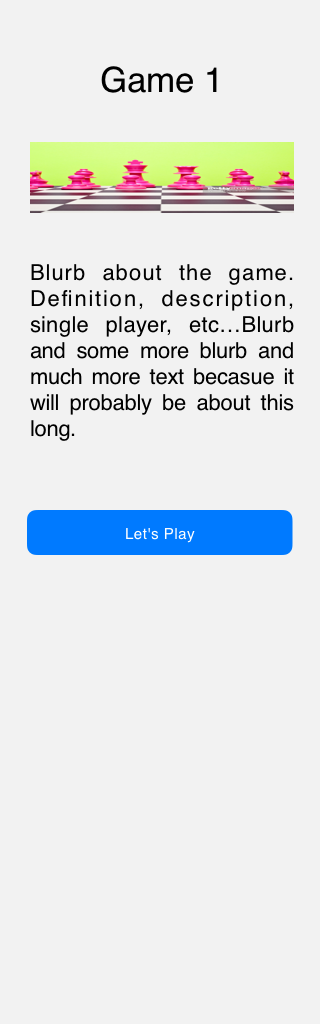 Game 1
Blurb about the game.
Definition, description,
single player, etc...Blurb
and some more blurb and
much more text becasue it
will probably be about this
long.
Let's Play